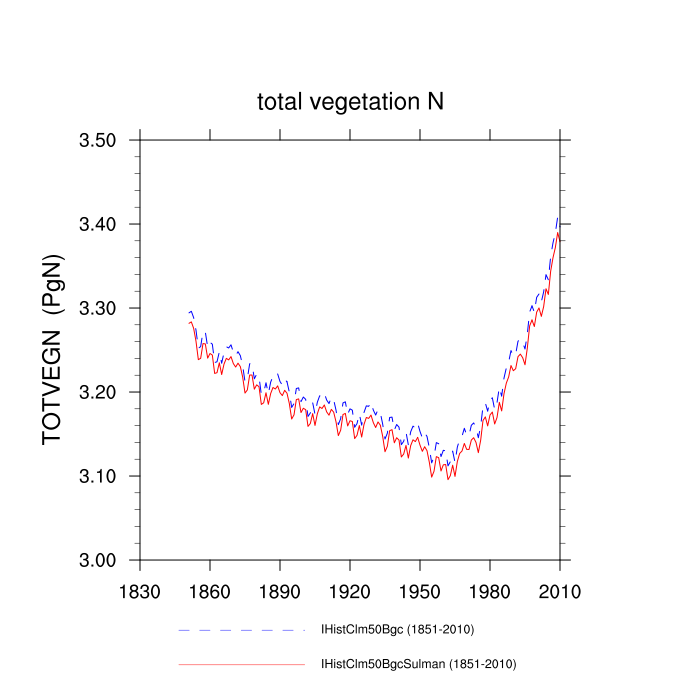 total vegetation N
TOTVEGN (PgN)
3.50
3.40
3.30
3.20
3.10
3.00
1830 1860 1890 1920 1950 1980 2010
IHistClm50Bgc (1851-2010)
IHistClm50BgcSulman (1851-2010)